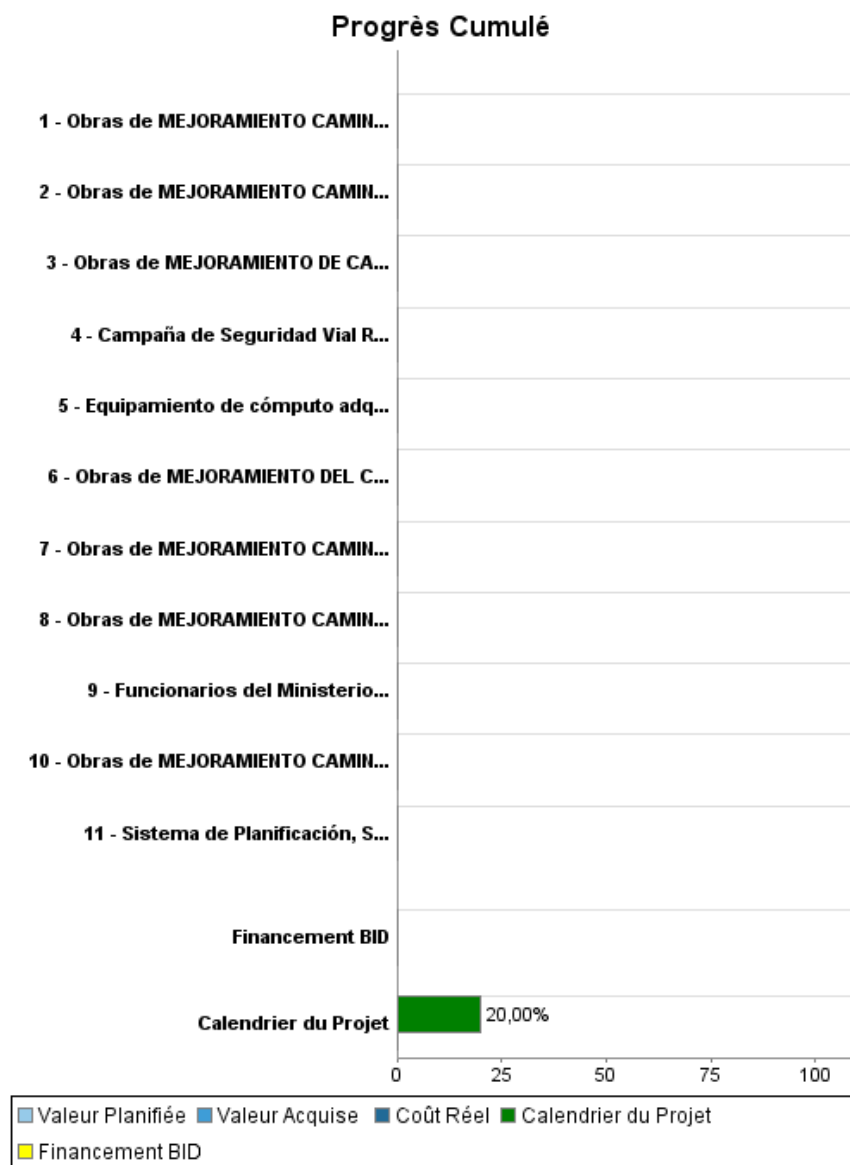 Progrès Cumulé
1 - Obras de MEJORAMIENTO CAMIN...
2 - Obras de MEJORAMIENTO CAMIN...
3 - Obras de MEJORAMIENTO DE CA...
4 - Campaña de Seguridad Vial R...
5 - Equipamiento de cómputo adq...
6 - Obras de MEJORAMIENTO DEL C...
7 - Obras de MEJORAMIENTO CAMIN...
8 - Obras de MEJORAMIENTO CAMIN...
9 - Funcionarios del Ministerio...
10 - Obras de MEJORAMIENTO CAMIN...
11 - Sistema de Planificación, S...
Financement BID
Calendrier du Projet 20,00%
0 25 50 75 100
Valeur Planifiée Valeur Acquise Coût Réel Calendrier du Projet
Financement BID